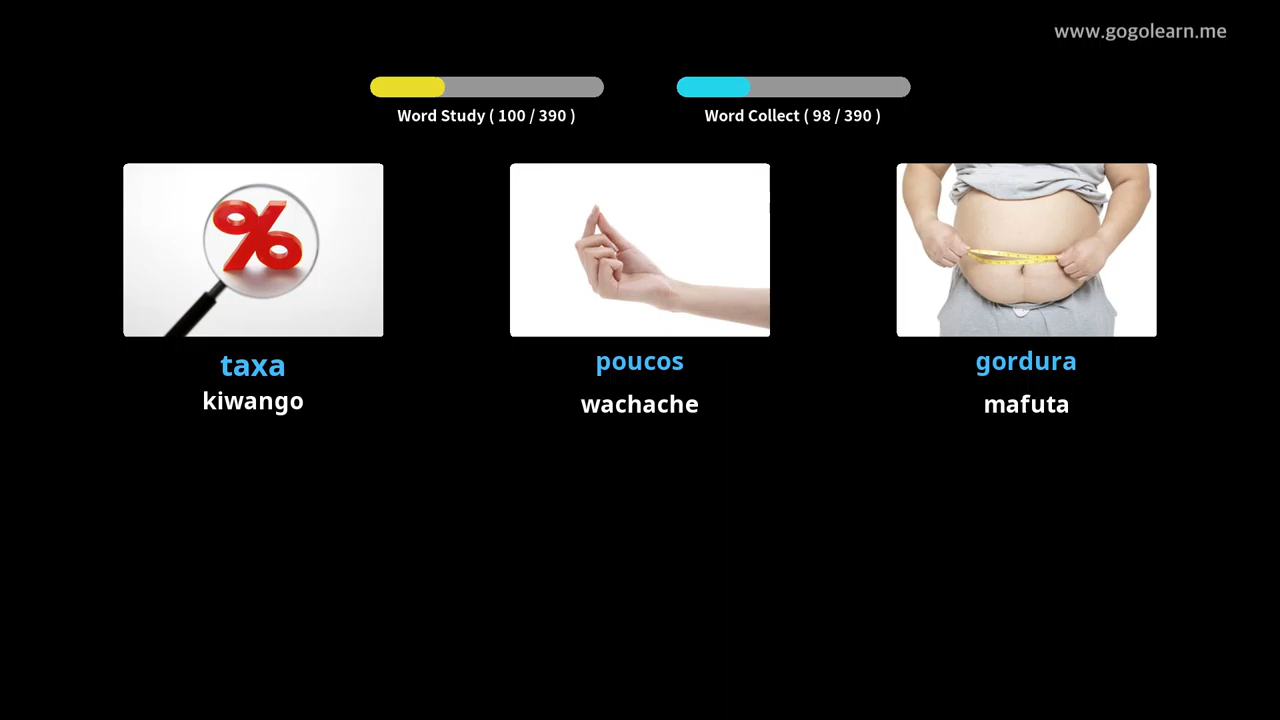 www.gogolearn.me
Word Study ( 100 / 390 )
Word Collect ( 98 / 390 )
%
taxa
kiwango
poucos
wachache
gordura
mafuta